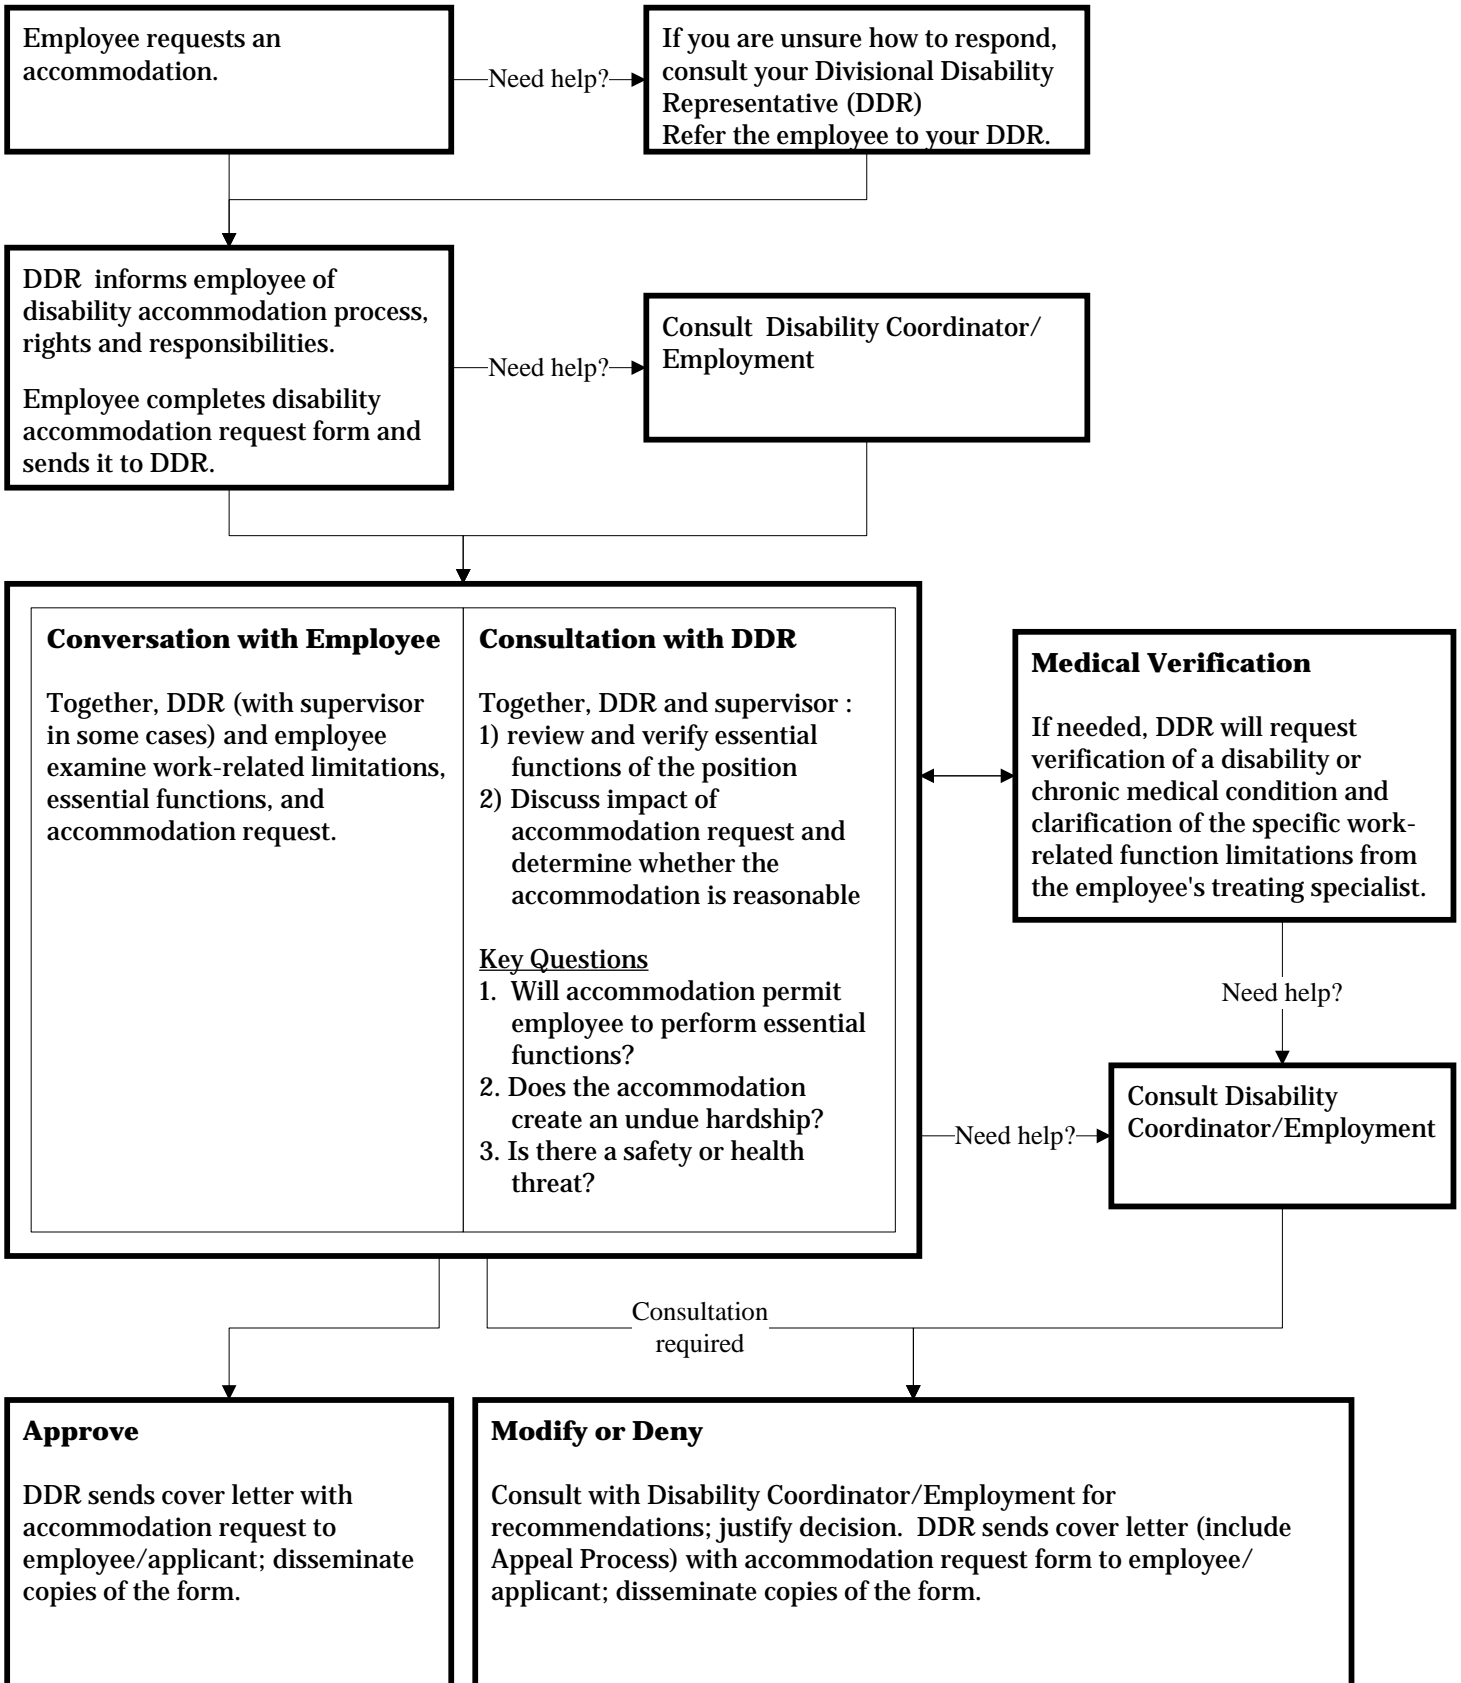 Employee requests an
accommodation.
Need help?
If you are unsure how to respond,
consult your Divisional Disability
Representative (DDR)
Refer the employee to your DDR.
DDR  informs employee of
disability accommodation process,
rights and responsibilities.
Employee completes disability
accommodation request form and
sends it to DDR.
Need help?
Consult  Disability Coordinator/
Employment
Conversation with Employee
Together, DDR (with supervisor
in some cases) and employee
examine work-related limitations,
essential functions, and
accommodation request.
Consultation with DDR
Together, DDR and supervisor :
1) review and verify essential
functions of the position
2) Discuss impact of
accommodation request and
determine whether the
accommodation is reasonable
Key Questions
1.  Will accommodation permit
employee to perform essential
functions?
2. Does the accommodation
create an undue hardship?
3. Is there a safety or health
threat?
Medical Verification
If needed, DDR will request
verification of a disability or
chronic medical condition and
clarification of the specific work-
related function limitations from
the employee's treating specialist.
Need help?
Need help?
Consult Disability
Coordinator/Employment
Consultation
required
Approve
DDR sends cover letter with
accommodation request to
employee/applicant; disseminate
copies of the form.
Modify or Deny
Consult with Disability Coordinator/Employment for
recommendations; justify decision.  DDR sends cover letter (include
Appeal Process) with accommodation request form to employee/
applicant; disseminate copies of the form.